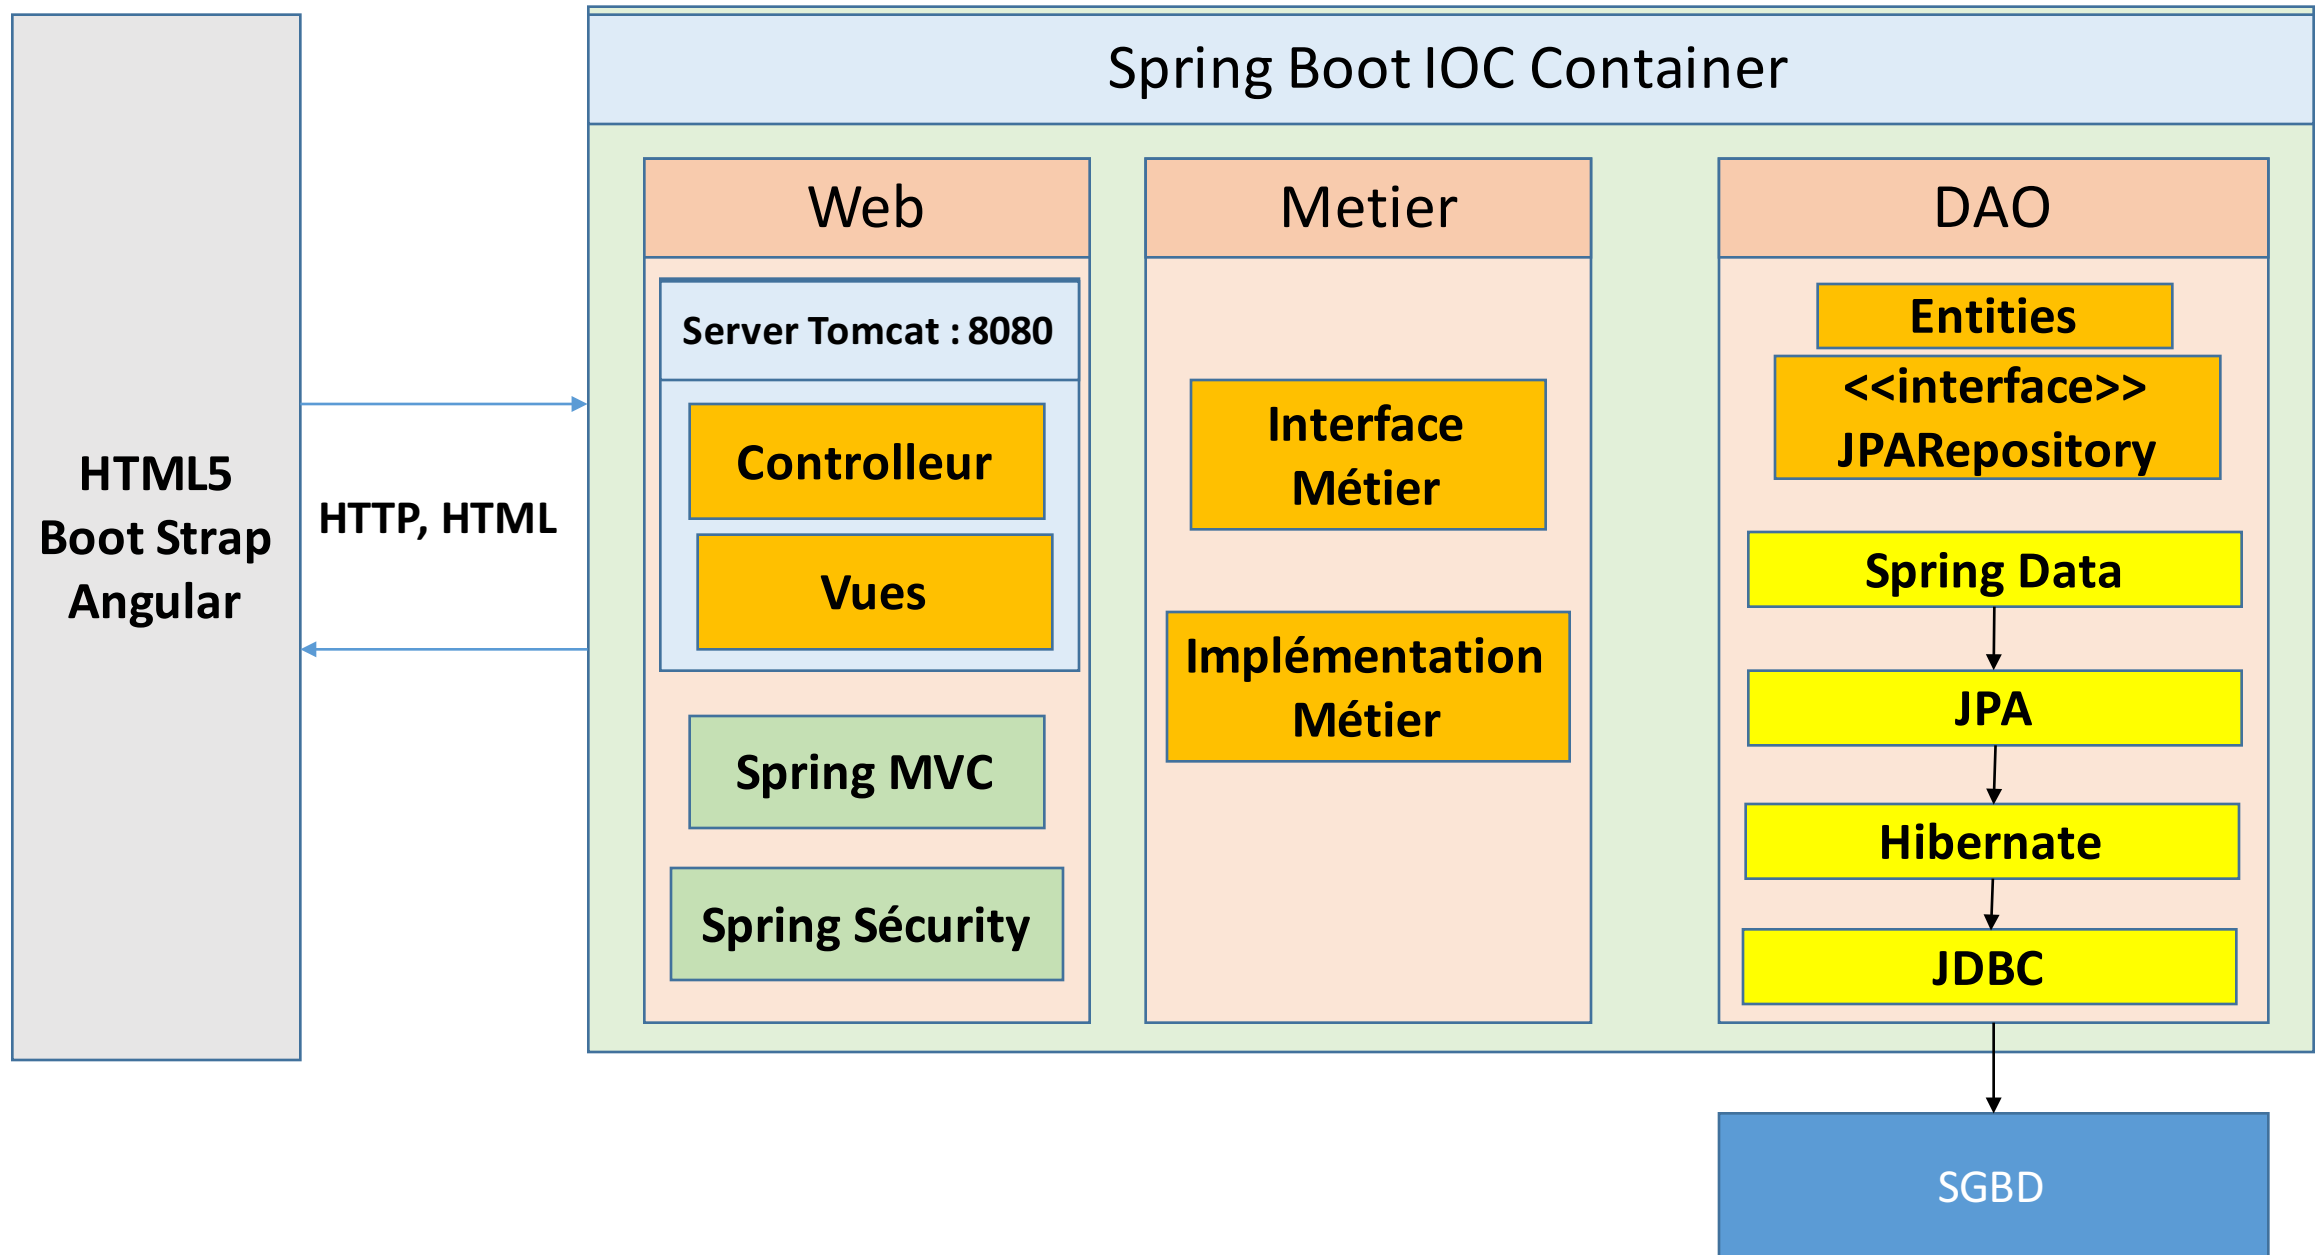 HTML5
Boot Strap
Angular
HTTP, HTML
Spring Boot IOC Container
Web
Server Tomcat : 8080
Controlleur
Vues
Spring MVC
Spring Sécurity
Metier
Interface
Métier
Implémentation
Métier
DAO
Entities
<<interface>>
JPARepository
Spring Data
JPA
Hibernate
JDBC
SGBD